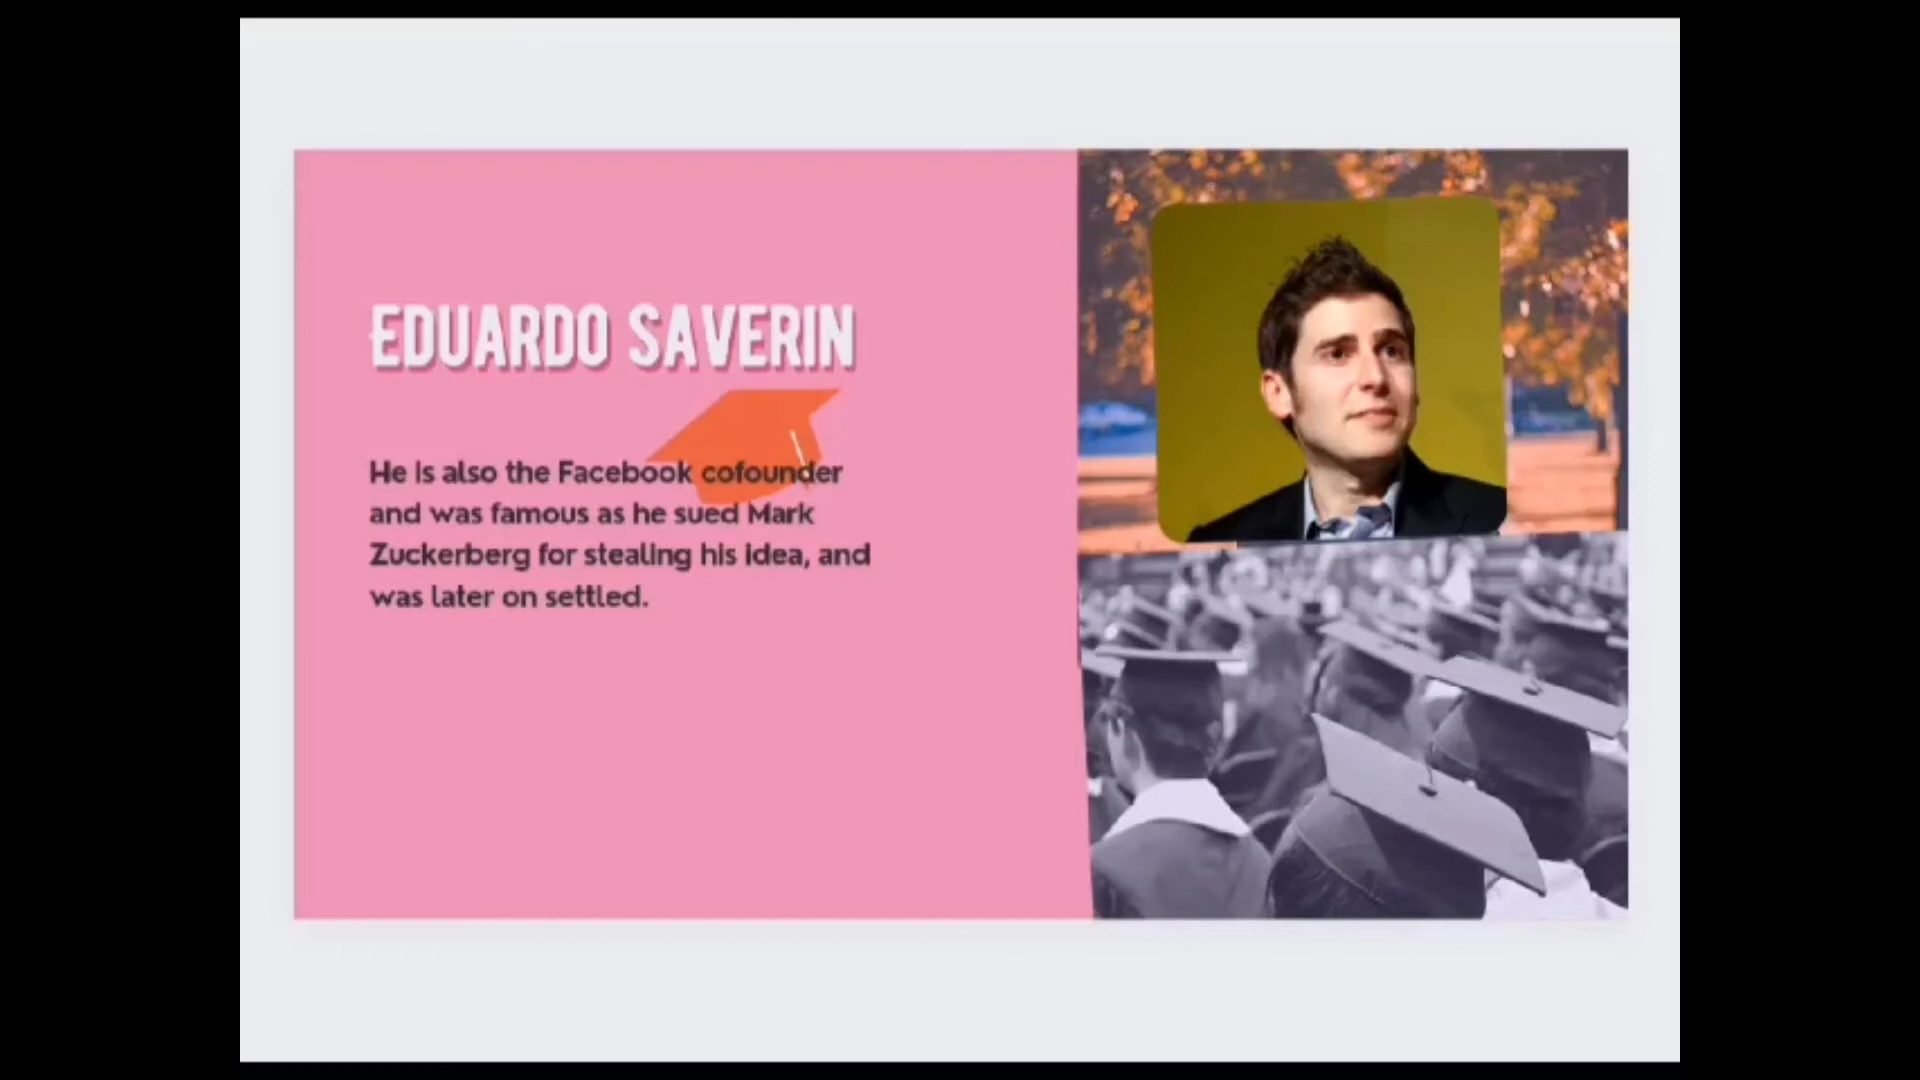 EDUARDO SAVERIN
He is also the Facebook cofounder
and was famous as he sued Mark
Zuckerberg for stealing his idea, and
was later on settled.